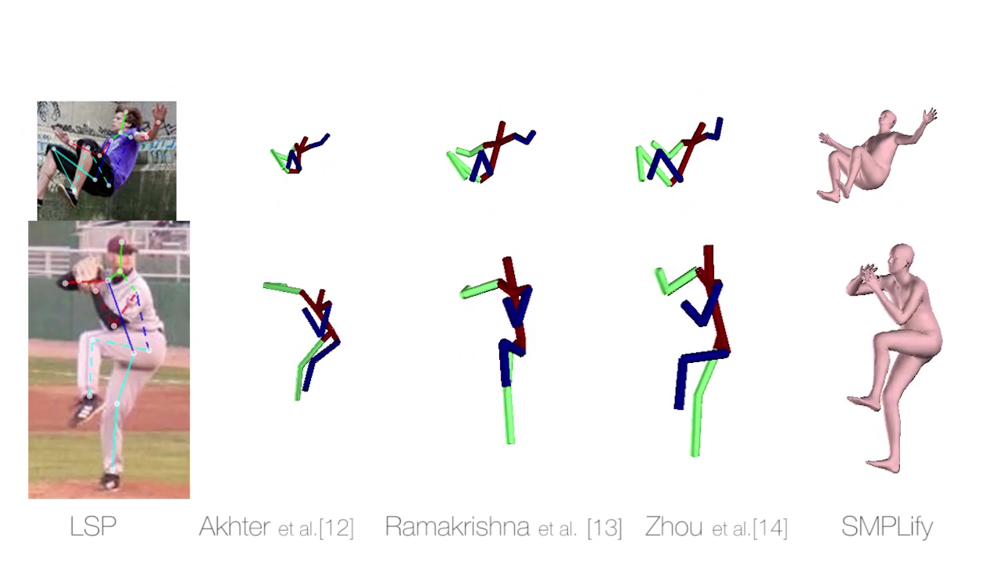 LSP Akhter et al.[12] Ramakrishna et al. [13] Zhou et al.[14] SMPLify